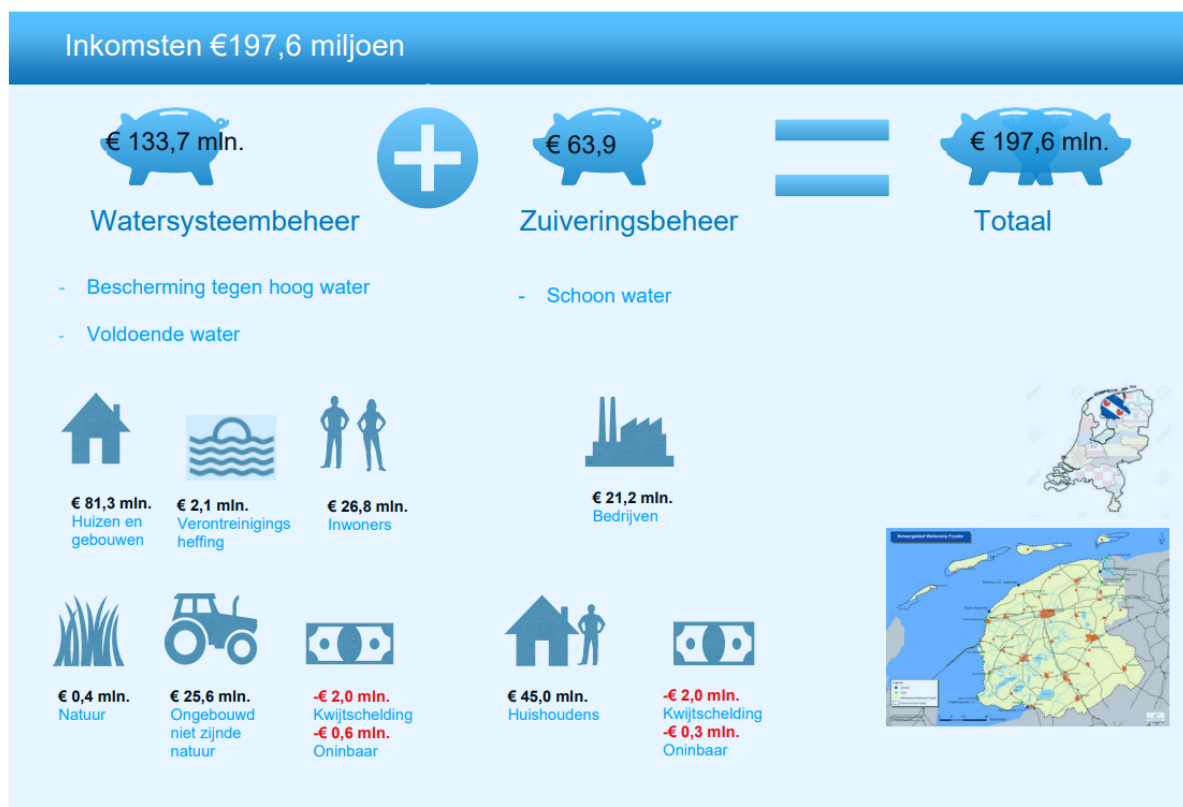 Inkomsten €197,6 miljoen
€ 133,7 mln.
€ 63,9
€ 197,6 mln.
Watersysteembeheer
Zuiveringsbeheer
Totaal
- Bescherming tegen hoog water
- Voldoende water
- Schoon water
€ 81,3 mln.
Huizen en
gebouwen
€ 2,1 mln.
Verontreinigings
heffing
€ 26,8 mln.
Inwoners
€ 21,2 mln.
Bedrijven
€ 0,4 mln.
Natuur
€ 25,6 mln.
Ongebouwd
niet zijnde
natuur
-€ 2,0 mln.
Kwijtschelding
-€ 0,6 mln.
Oninbaar
€ 45,0 mln.
Huishoudens
-€ 2,0 mln.
Kwijtschelding
-€ 0,3 mln.
Oninbaar